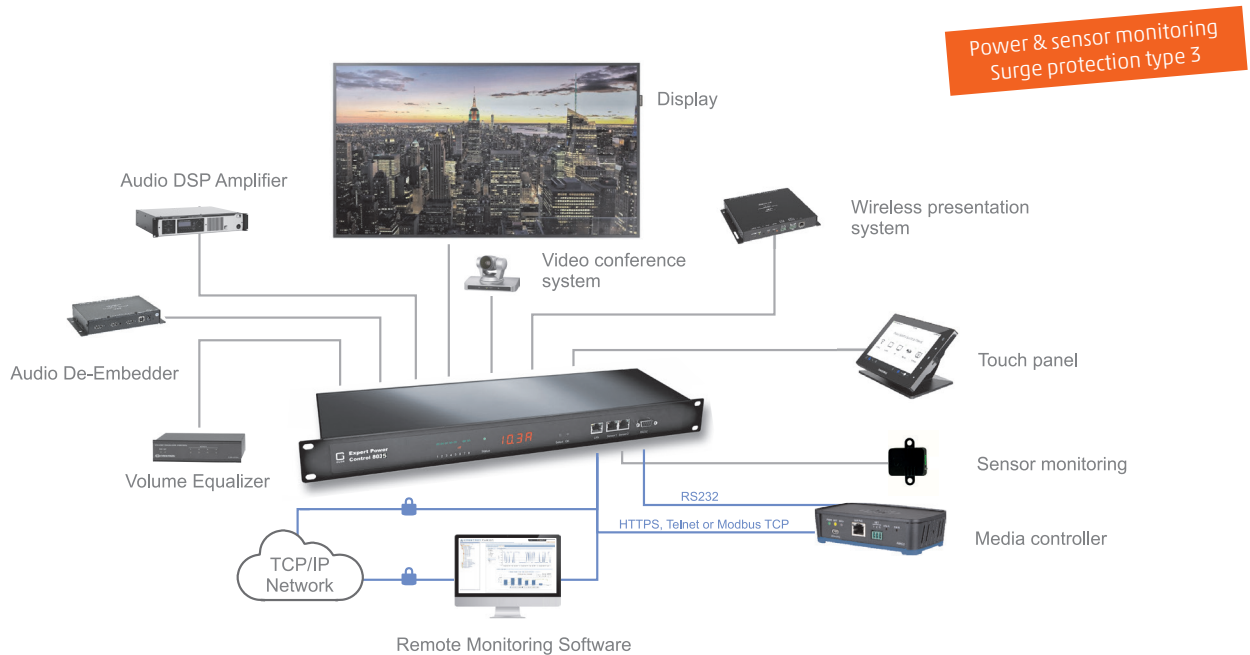 Power & sensor monitoring
Surge protection type 3
Display
Audio DSP Amplifier
Wireless presentation
system
Video conference
system
Audio De-Embedder
Touch panel
Expert Power
Control 8035
10.3A
Volume Equalizer
Sensor monitoring
RS232
HTTPS, Telnet or Modbus TCP
Media controller
TCP/IP
Network
Remote Monitoring Software